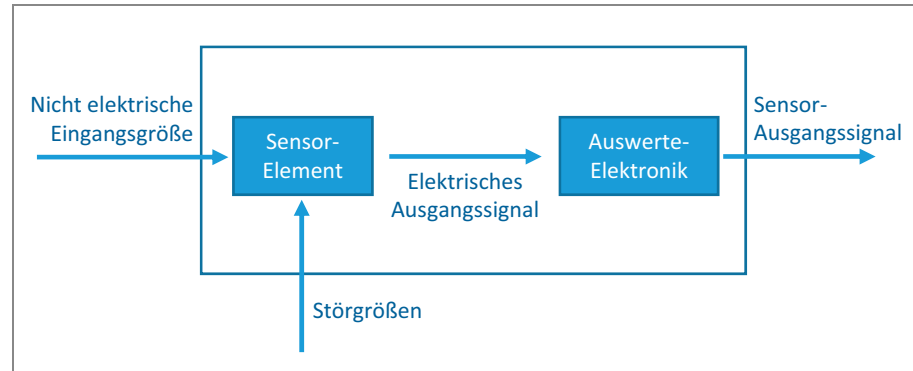 Nicht elektrische
Eingangsgröße
Sensor-
Element
Elektrisches
Ausgangssignal
Auswerte-
Elektronik
Sensor-
Ausgangssignal
Störgrößen